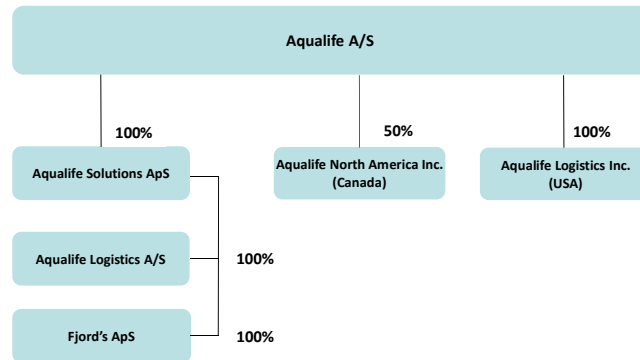 Aqualife A/S
100%
50%
100%
Aqualife Solutions ApS
Aqualife North America Inc.
(Canada)
Aqualife Logistics Inc.
(USA)
Aqualife Logistics A/S
100%
Fjord’s ApS
100%